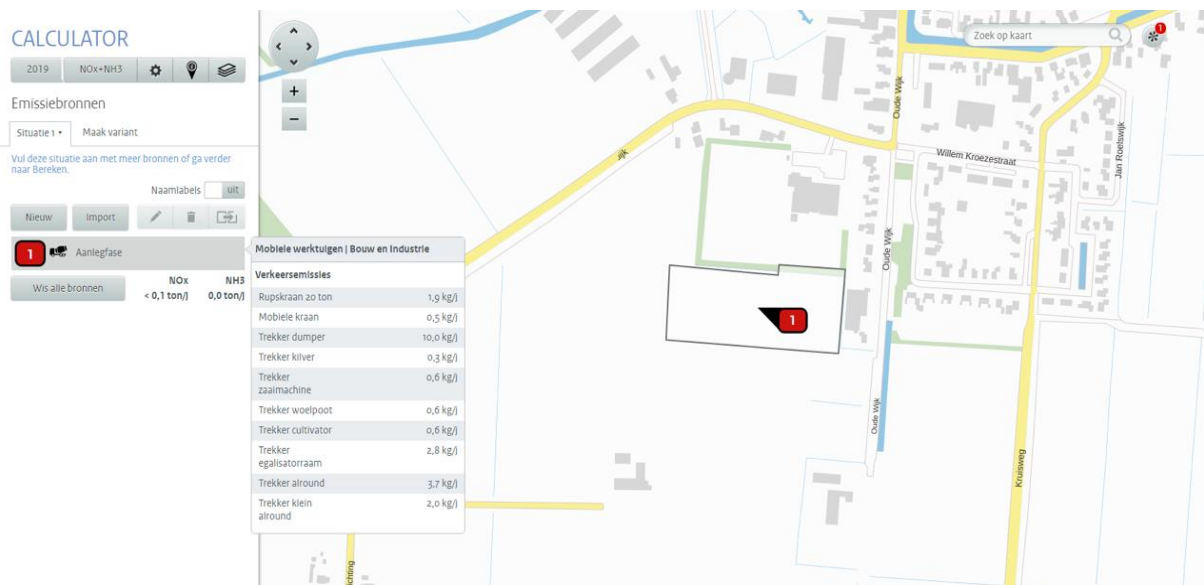 CALCULATOR
2019 NOx+NH3
Emissiebronnen
Situatie 1 Maak variant
Vul deze situatie aan met meer bronnen of ga verder
naar Bereken.
Naamlabels uit
Nieuw Import
1 Aanlegfase
NOx NH3
Wis alle bronnen < 0,1 ton/j 0,0 ton/j
Mobiele werktuigen | Bouw en Industrie
Verkeersemissies
Rupskraan 20 ton 1,9 kg/j
Mobiele kraan 0,5 kg/j
Trekker dumper 10,0 kg/j
Trekker kilver 0,3 kg/j
Trekker 0,6 kg/j
zaaimachine
Trekker woelpoot 0,6 kg/j
Trekker cultivator 0,6 kg/j
Trekker 2,8 kg/j
egalisatorraam
Trekker alround 3,7 kg/j
Trekker klein 2,0 kg/j
alround
Zoek op kaart
1
Oude Wijk
Willem Kroezestraat
Jan Roelswijk
Oude Wijk
1
Oude Wijk
Kruisweg